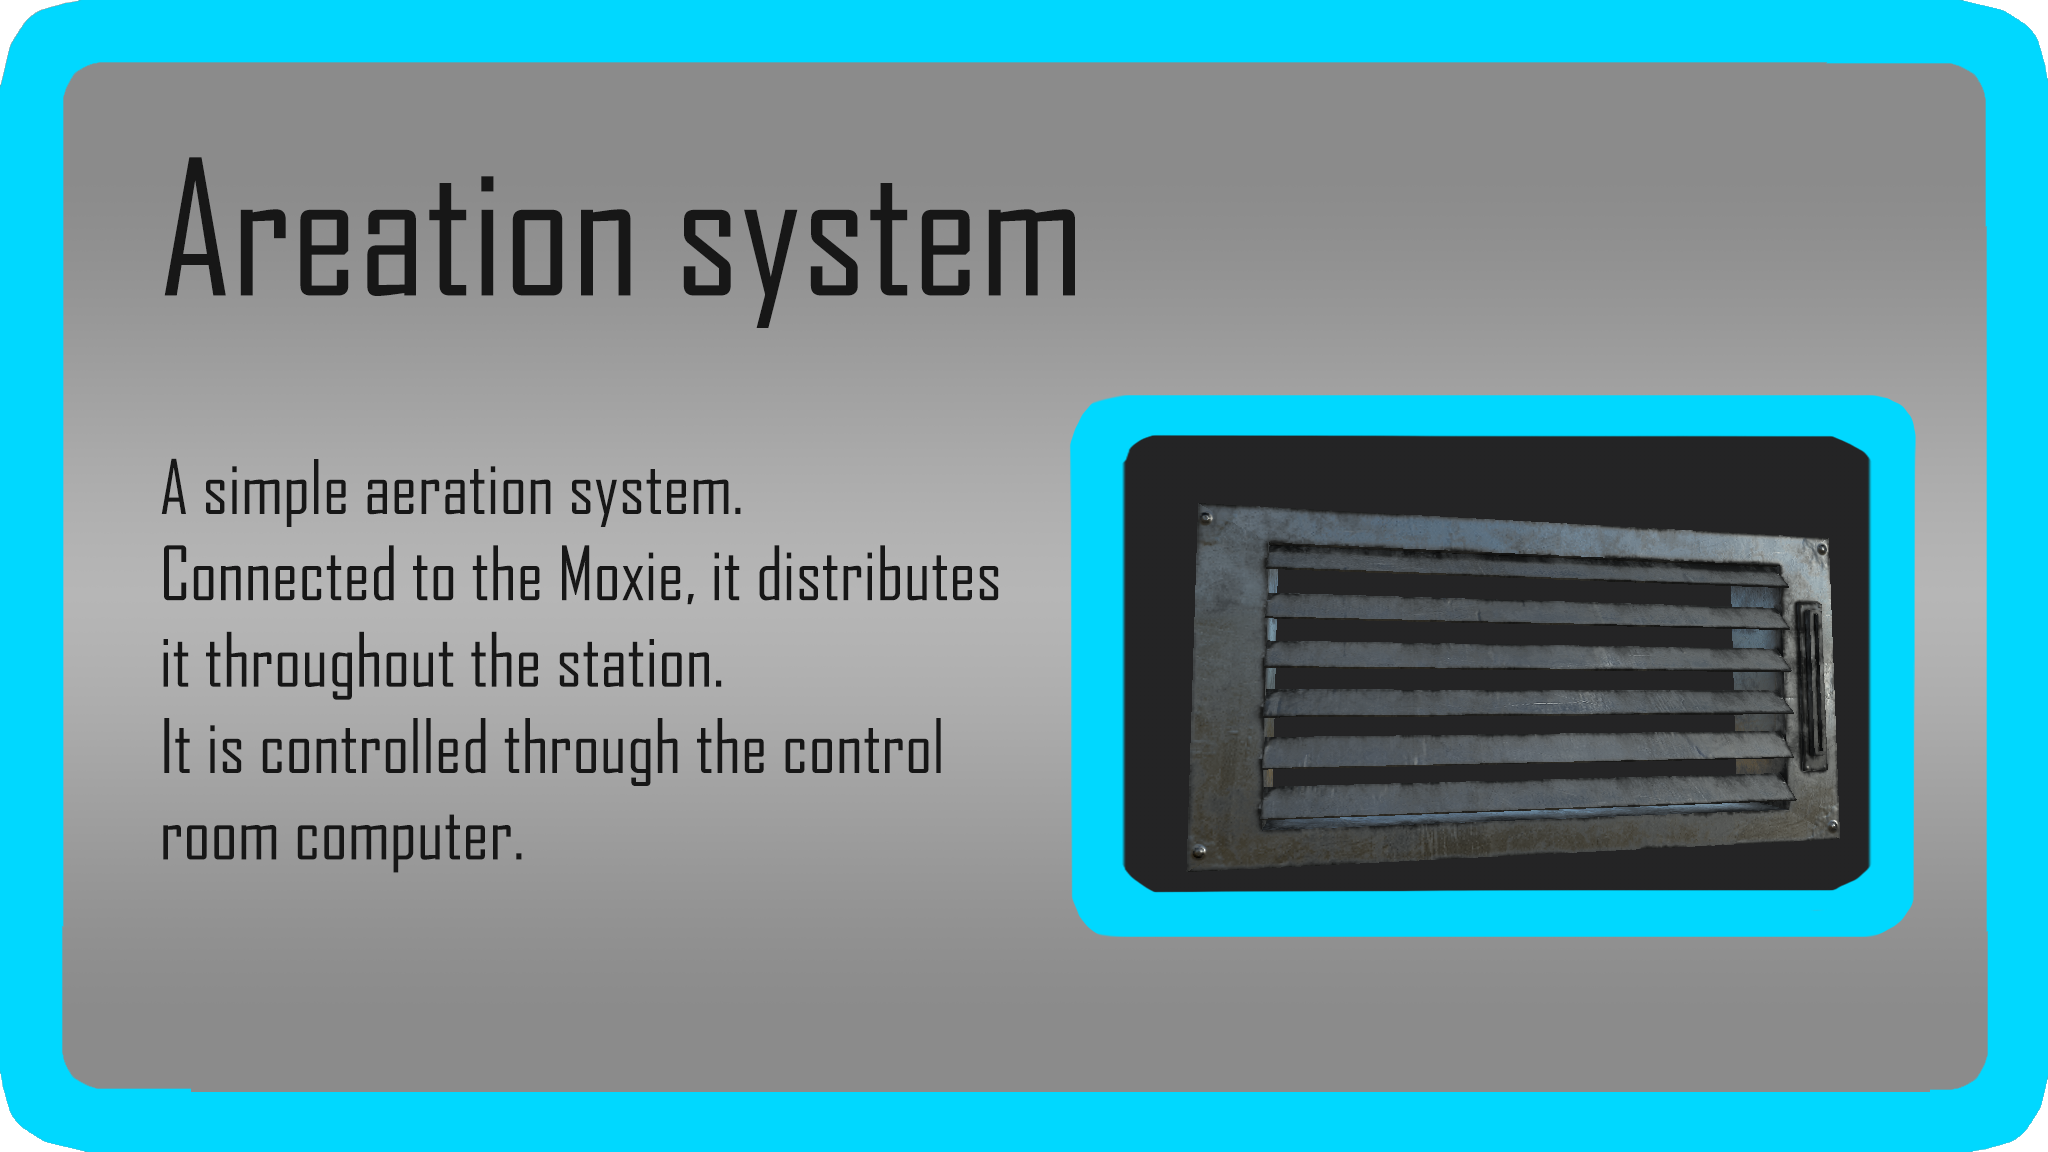 Areation system
A simple aeration system.
Connected to the Moxie, it distributes
it throughout the station.
It is controlled through the control
room computer.